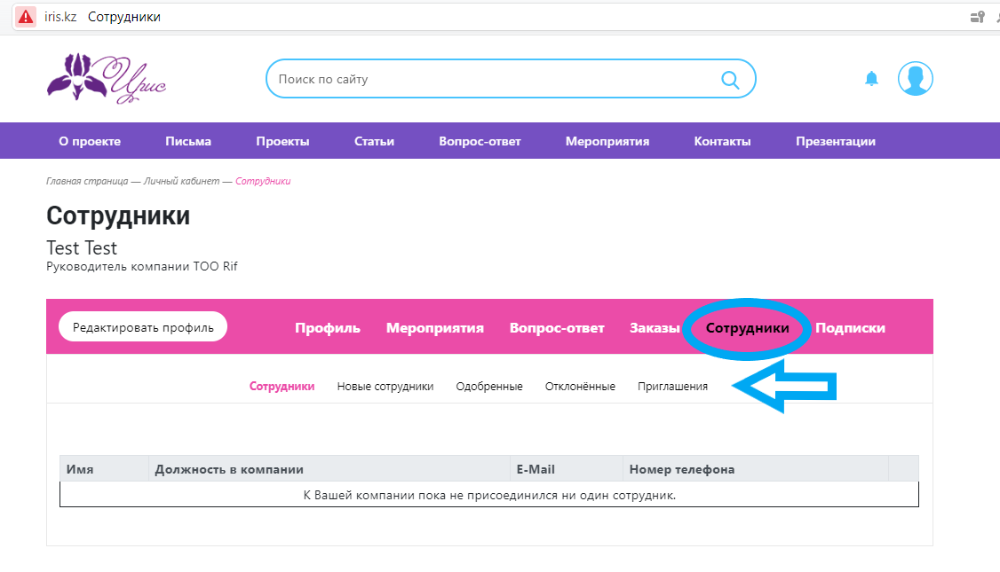 iris.kz Сотрудники
Ирис
Поиск по сайту
О проекте Письма Проекты Статьи Вопрос-ответ Мероприятия Контакты Презентации
Главная страница — Личный кабинет — Сотрудники
Сотрудники
Test Test
Руководитель компании ТОО Rif
Редактировать профиль Профиль Мероприятия Вопрос-ответ Заказы Сотрудники Подписки
Сотрудники Новые сотрудники Одобренные Отклонённые Приглашения
Имя Должность в компании E-Mail Номер телефона
К Вашей компании пока не присоединился ни один сотрудник.